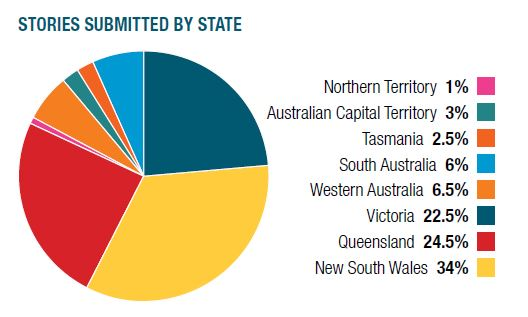 STORIES SUBMITTED BY STATE
Northern Territory 1%
Australian Capital Territory 3%
Tasmania 2.5%
South Australia 6%
Western Australia 6.5%
Victoria 22.5%
Queensland 24.5%
New South Wales 34%